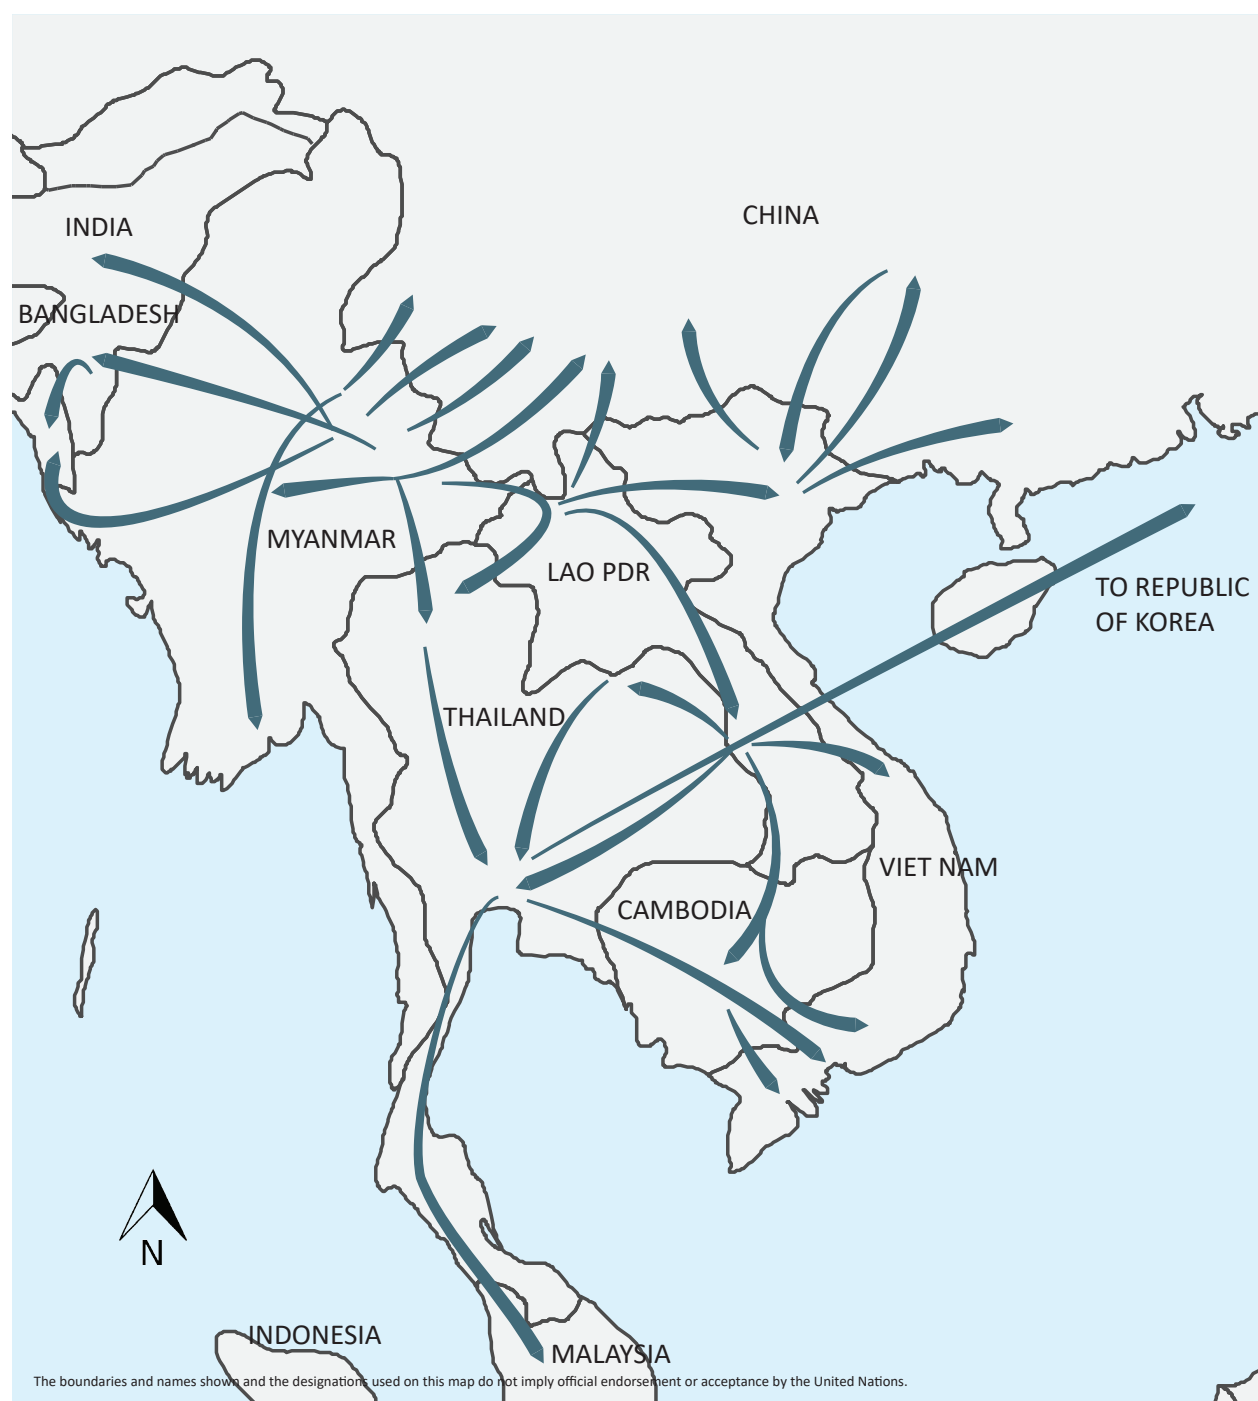 CHINA
INDIA
BANGLADESH
MYANMAR
LAO PDR
TO REPUBLIC
OF KOREA
THAILAND
VIET NAM
CAMBODIA
N
INDONESIA
MALAYSIA
The boundaries and names shown and the designations used on this map do not imply official endorsement or acceptance by the United Nations.